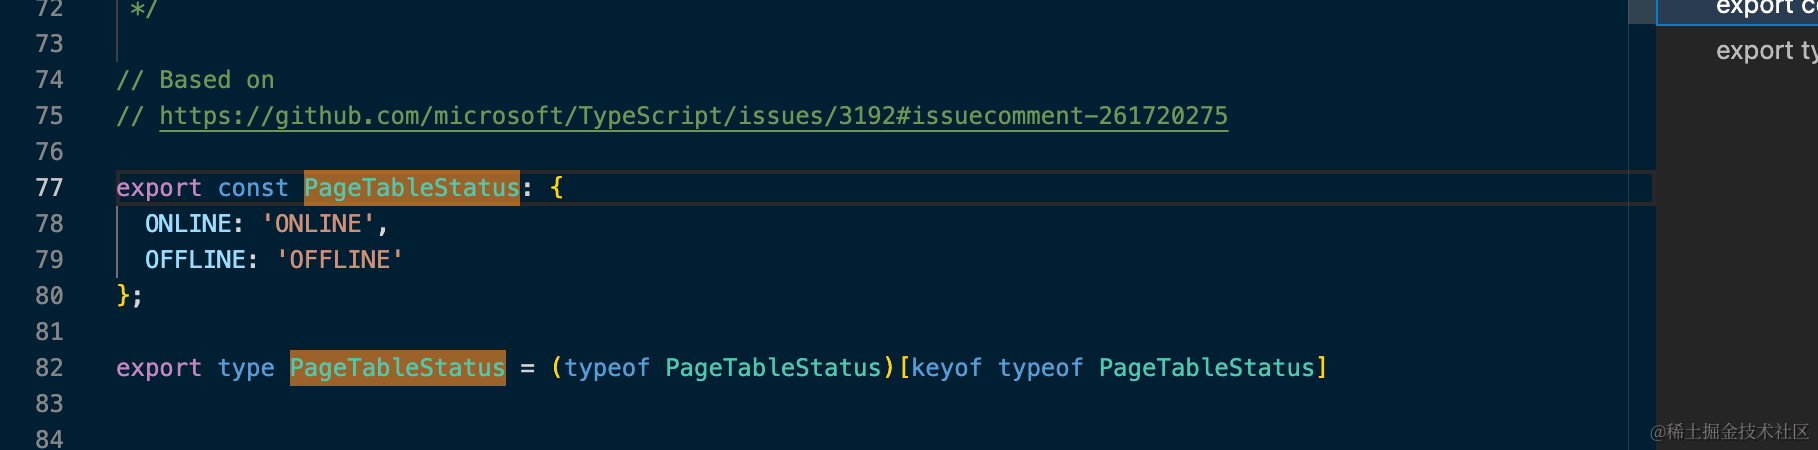 72 */
export c
73
export ty
74 // Based on
75 // https://github.com/microsoft/TypeScript/issues/3192#issuecomment-261720275
76
77 export const PageTableStatus: {
78 ONLINE: 'ONLINE',
79 OFFLINE: 'OFFLINE'
80 };
81
82 export type PageTableStatus = (typeof PageTableStatus)[keyof typeof PageTableStatus]
83
84
@稀土掘金技术社区